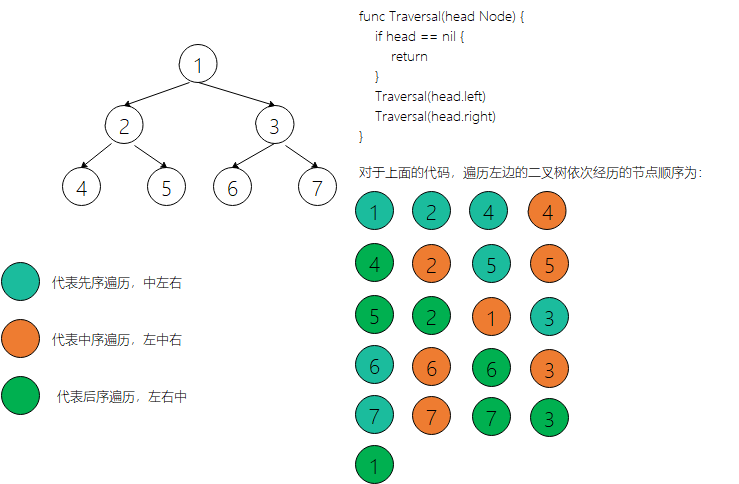 1
2
3
4
5
6
7
代表先序遍历，中左右
代表中序遍历，左中右
代表后序遍历，左右中
func Traversal(head Node) {
if head == nil {
return
}
Traversal(head.left)
Traversal(head.right)
}
对于上面的代码，遍历左边的二叉树依次经历的节点顺序为：
1 2 4 4
4 2 5 5
5 2 1 3
6 6 6 3
7 7 7 3
1